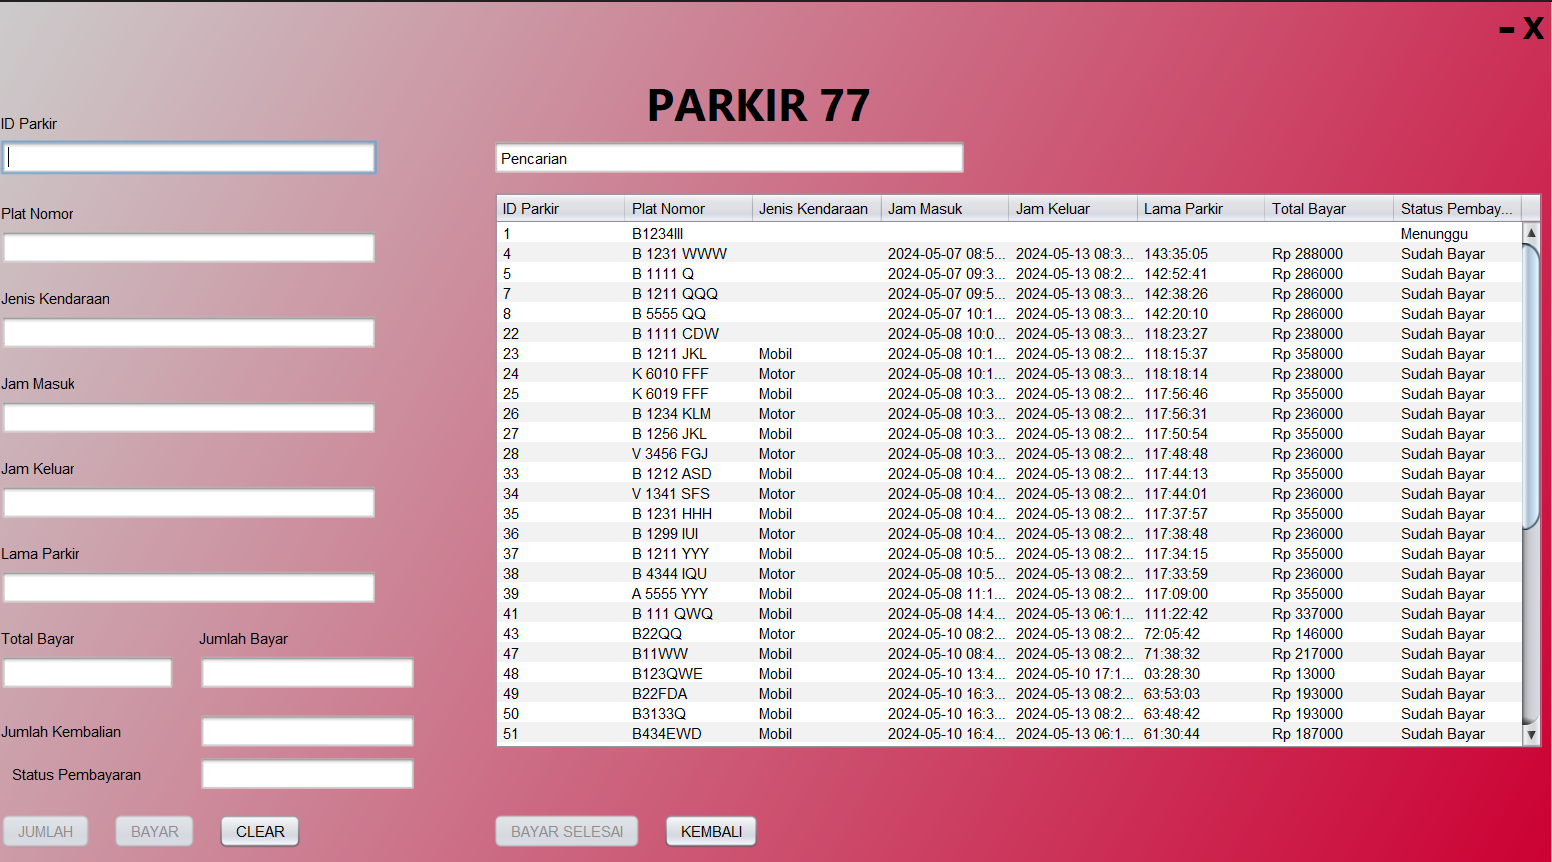 - X
PARKIR 77
ID Parkir
Plat Nomor
Jenis Kendaraan
Jam Masuk
Jam Keluar
Lama Parkir
Total Bayar Jumlah Bayar
Jumlah Kembalian
Status Pembayaran
JUMLAH BAYAR CLEAR
Pencarian
ID Parkir Plat Nomor Jenis Kendaraan Jam Masuk Jam Keluar Lama Parkir Total Bayar Status Pembay...
1 B1234lll Menunggu
4 B 1231 WWW 2024-05-07 08:5... 2024-05-13 08:3... 143:35:05 Rp 288000 Sudah Bayar
5 B 1111 Q 2024-05-07 09:3... 2024-05-13 08:2... 142:52:41 Rp 286000 Sudah Bayar
7 B 1211 QQQ 2024-05-07 09:5... 2024-05-13 08:3... 142:38:26 Rp 286000 Sudah Bayar
8 B 5555 QQ 2024-05-07 10:1... 2024-05-13 08:3... 142:20:10 Rp 286000 Sudah Bayar
22 B 1111 CDW 2024-05-08 10:0... 2024-05-13 08:3... 118:23:27 Rp 238000 Sudah Bayar
23 B 1211 JKL Mobil 2024-05-08 10:1... 2024-05-13 08:2... 118:15:37 Rp 358000 Sudah Bayar
24 K 6010 FFF Motor 2024-05-08 10:1... 2024-05-13 08:3... 118:18:14 Rp 238000 Sudah Bayar
25 K 6019 FFF Mobil 2024-05-08 10:3... 2024-05-13 08:2... 117:56:46 Rp 355000 Sudah Bayar
26 B 1234 KLM Motor 2024-05-08 10:3... 2024-05-13 08:2... 117:56:31 Rp 236000 Sudah Bayar
27 B 1256 JKL Mobil 2024-05-08 10:3... 2024-05-13 08:2... 117:50:54 Rp 355000 Sudah Bayar
28 V 3456 FGJ Motor 2024-05-08 10:3... 2024-05-13 08:2... 117:48:48 Rp 236000 Sudah Bayar
33 B 1212 ASD Mobil 2024-05-08 10:4... 2024-05-13 08:2... 117:44:13 Rp 355000 Sudah Bayar
34 V 1341 SFS Motor 2024-05-08 10:4... 2024-05-13 08:2... 117:44:01 Rp 236000 Sudah Bayar
35 B 1231 HHH Mobil 2024-05-08 10:4... 2024-05-13 08:2... 117:37:57 Rp 355000 Sudah Bayar
36 B 1299 IUI Motor 2024-05-08 10:4... 2024-05-13 08:2... 117:38:48 Rp 236000 Sudah Bayar
37 B 1211 YYY Mobil 2024-05-08 10:5... 2024-05-13 08:2... 117:34:15 Rp 355000 Sudah Bayar
38 B 4344 IQU Motor 2024-05-08 10:5... 2024-05-13 08:2... 117:33:59 Rp 236000 Sudah Bayar
39 A 5555 YYY Mobil 2024-05-08 11:1... 2024-05-13 08:2... 117:09:00 Rp 355000 Sudah Bayar
41 B 111 QWQ Mobil 2024-05-08 14:4... 2024-05-13 06:1... 111:22:42 Rp 337000 Sudah Bayar
43 B22QQ Motor 2024-05-10 08:2... 2024-05-13 08:2... 72:05:42 Rp 146000 Sudah Bayar
47 B11WW Mobil 2024-05-10 08:4... 2024-05-13 08:2... 71:38:32 Rp 217000 Sudah Bayar
48 B123QWE Mobil 2024-05-10 13:4... 2024-05-10 17:1... 03:28:30 Rp 13000 Sudah Bayar
49 B22FDA Mobil 2024-05-10 16:3... 2024-05-13 08:2... 63:53:03 Rp 193000 Sudah Bayar
50 B3133Q Mobil 2024-05-10 16:3... 2024-05-13 08:2... 63:48:42 Rp 193000 Sudah Bayar
51 B434EWD Mobil 2024-05-10 16:4... 2024-05-13 06:1... 61:30:44 Rp 187000 Sudah Bayar
BAYAR SELESAI KEMBALI